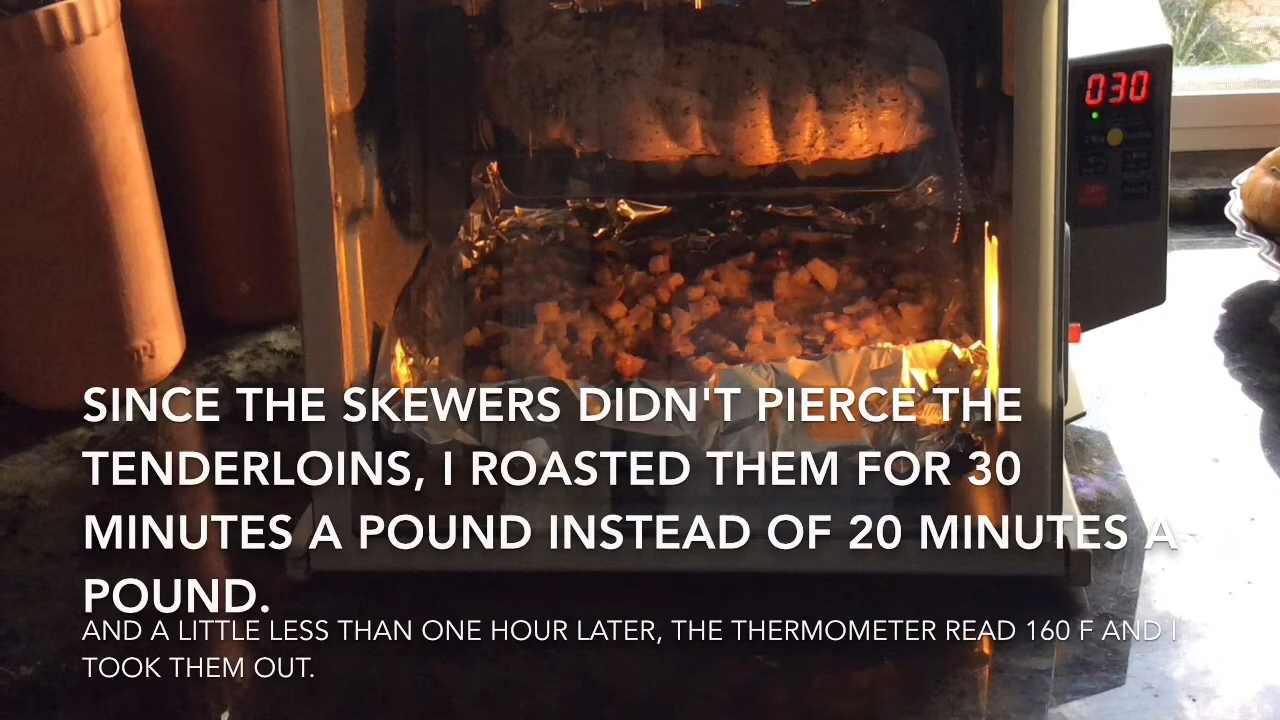 030
SINCE THE SKEWERS DIDN'T PIERCE THE
TENDERLOINS, I ROASTED THEM FOR 30
MINUTES A POUND INSTEAD OF 20 MINUTES A
POUND.
AND A LITTLE LESS THAN ONE HOUR LATER, THE THERMOMETER READ 160 F AND I
TOOK THEM OUT.